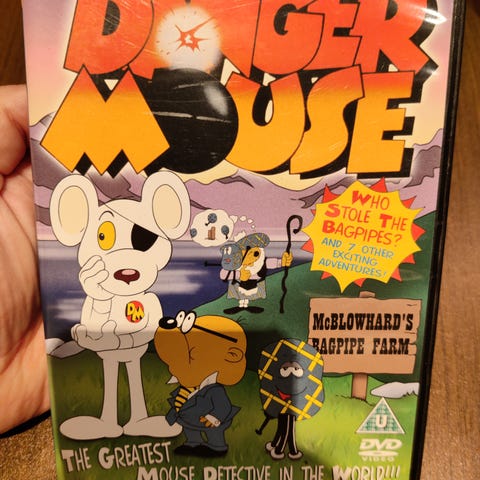 DANGER
MOUSE
WHO
STOLE THE
BAGPIPES?
AND 7 OTHER
EXCITING
ADVENTURES!
DM
McBLOWHARD'S
BAGPIPE FARM
U
DVD
VIDEO
THE GREATEST
MOUSE DETECTIVE IN THE WORLD!!!